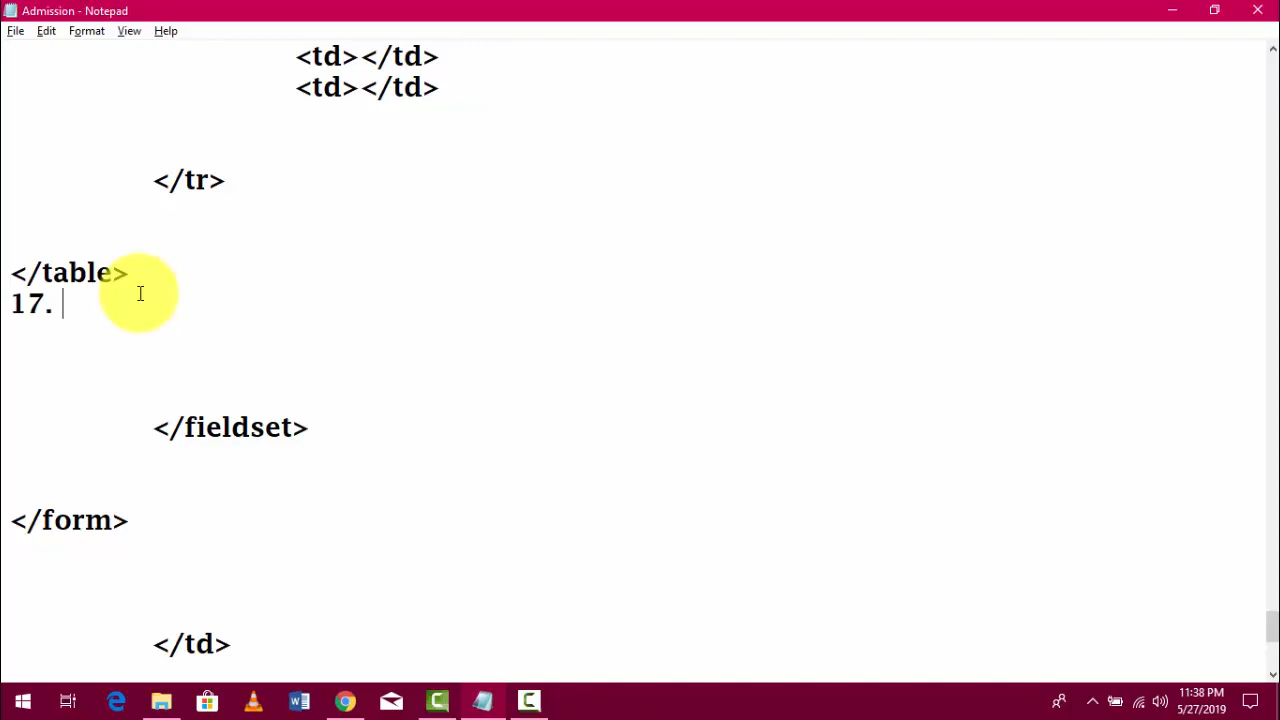 Admission - Notepad
File Edit Format View Help
<td></td>
<td></td>
</tr>
</table>
17.
</fieldset>
</form>
</td>
11:38 PM
5/27/2019